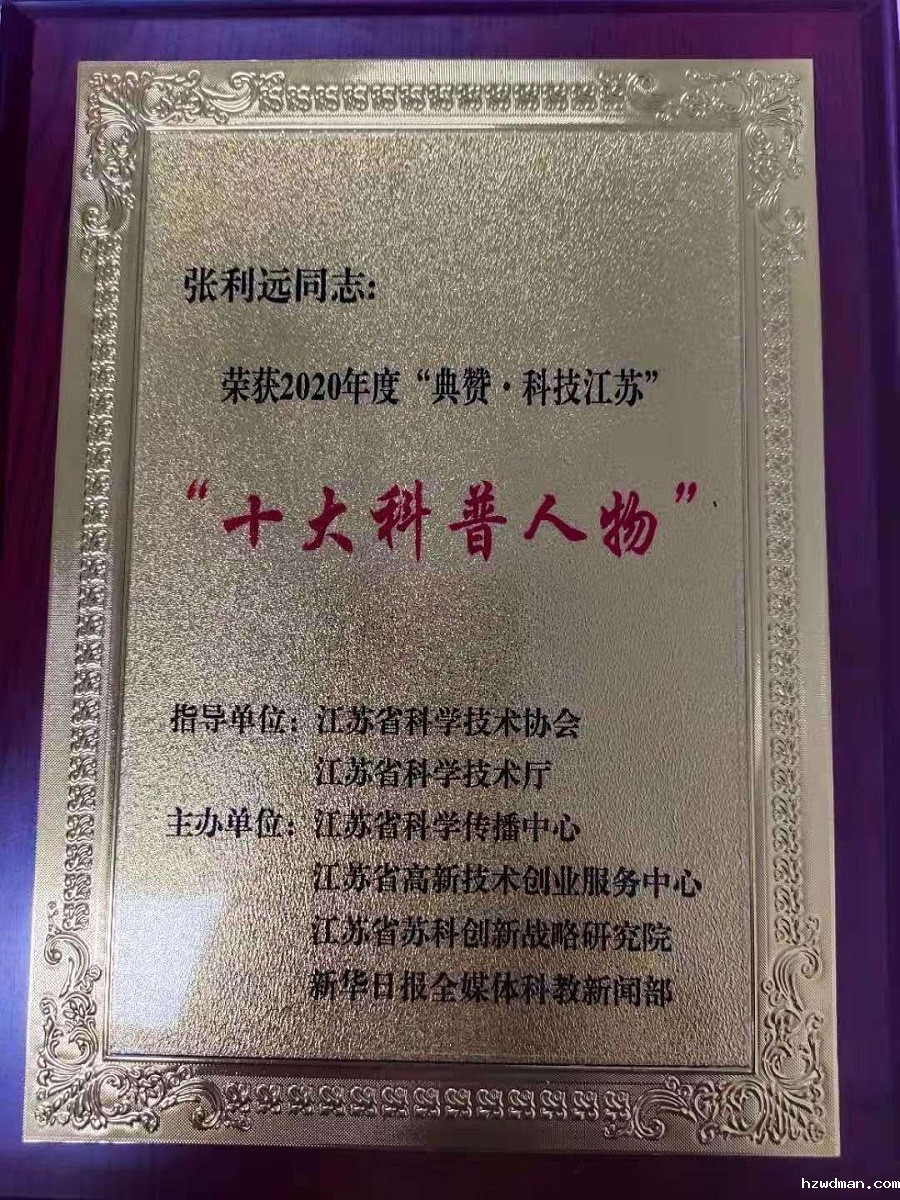 张利远同志:
荣获2020年度“典赞·科技江苏”
“十大科普人物”
指导单位: 江苏省科学技术协会
江苏省科学技术厅
主办单位: 江苏省科学传播中心
江苏省高新技术创业服务中心
江苏省苏科创新战略研究院
新华日报全媒体科教新闻部
hzwdman.com